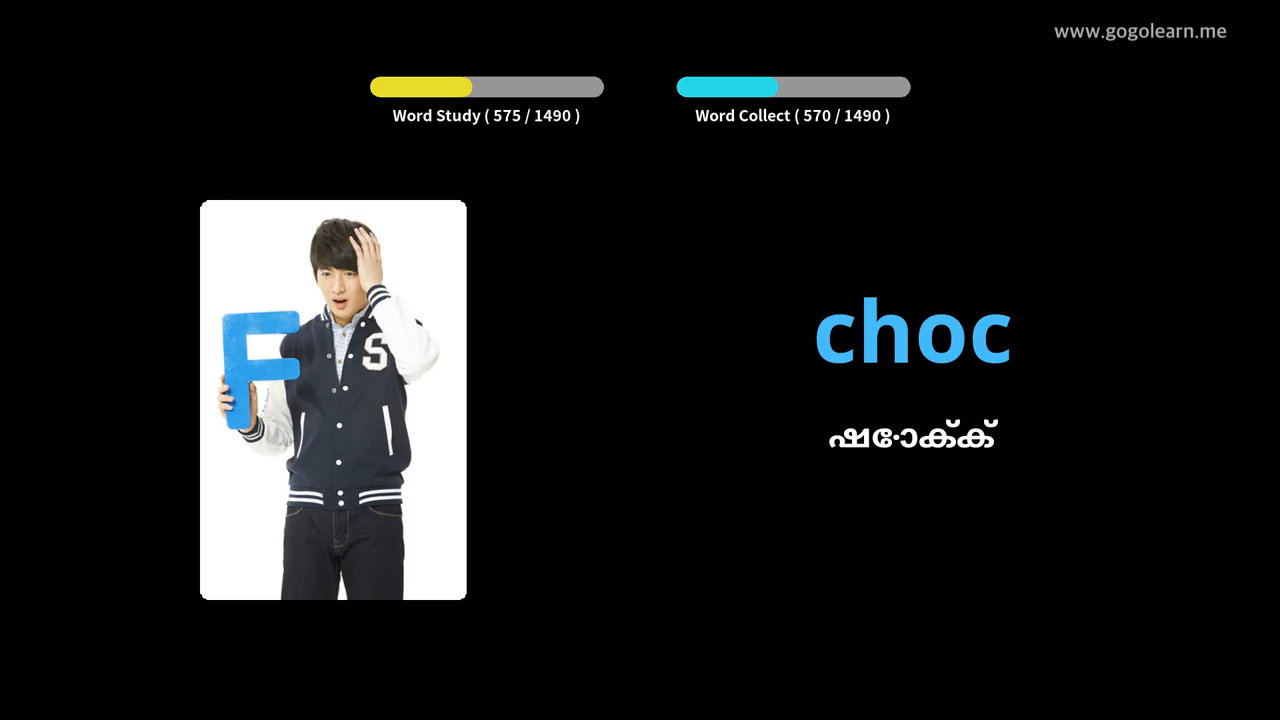 www.gogolearn.me
Word Study ( 575 / 1490 )
Word Collect ( 570 / 1490 )
F
S
choc
ഷോക്ക്